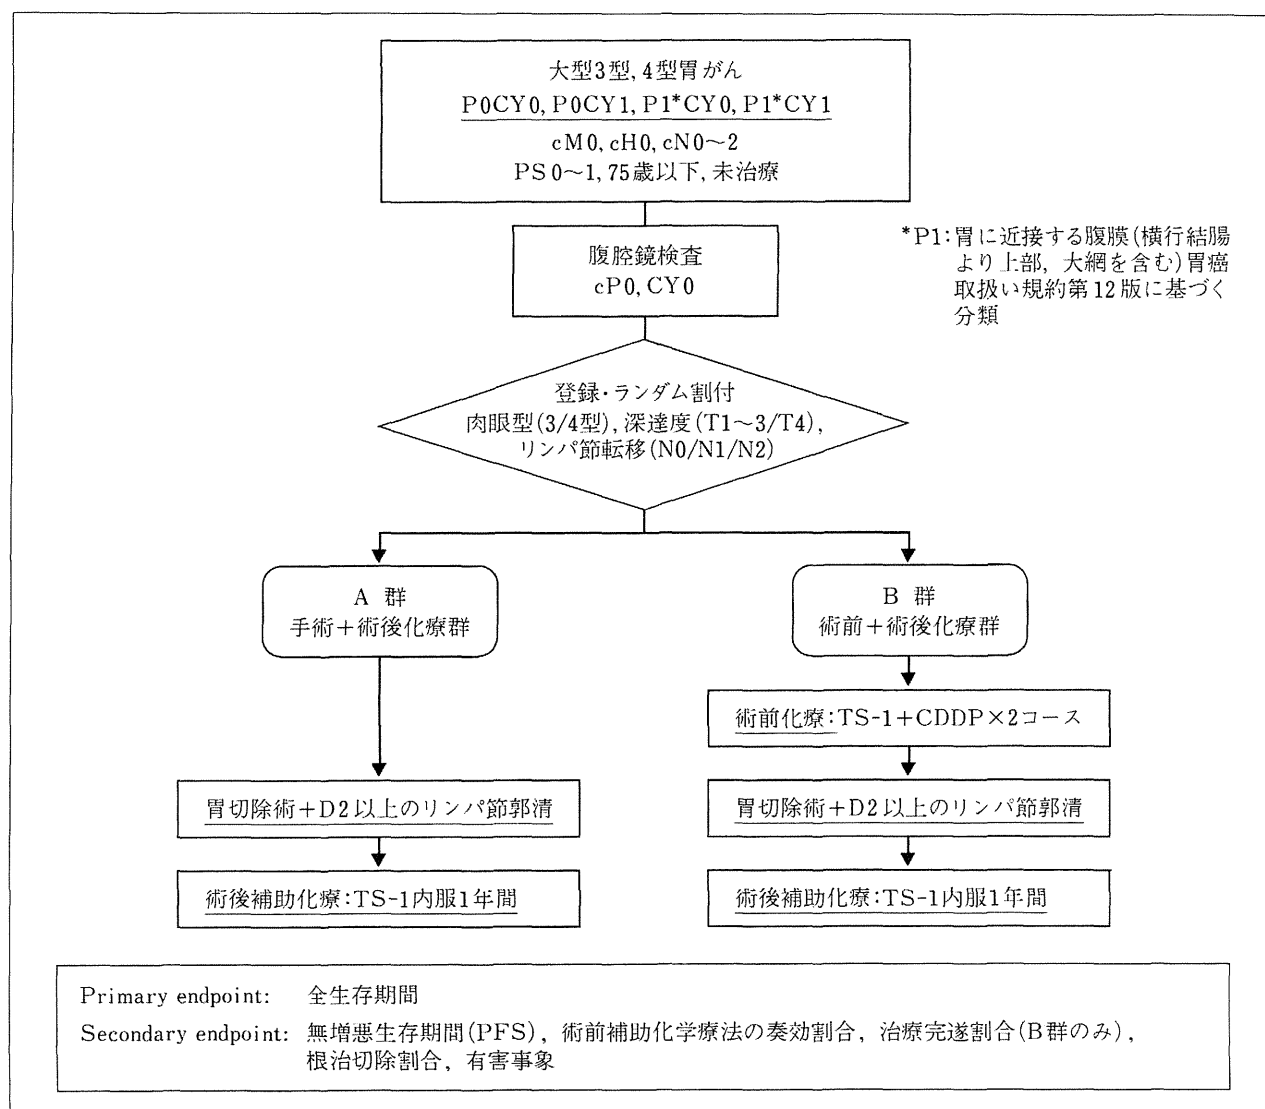 大型3型, 4型胃がん
P0CY0, P0CY1, P1*CY0, P1*CY1
cM0, cH0, cN0〜2
PS 0〜1, 75歳以下, 未治療
腹腔鏡検査
cP0, CY0
*P1:胃に近接する腹膜(横行結腸
より上部, 大網を含む)胃癌
取扱い規約第12版に基づく
分類
登録・ランダム割付
肉眼型(3/4型), 深達度(T1〜3/T4),
リンパ節転移(N0/N1/N2)
A 群
手術+術後化療群
B 群
術前+術後化療群
術前化療:TS-1+CDDP×2コース
胃切除術+D2以上のリンパ節郭清
胃切除術+D2以上のリンパ節郭清
術後補助化療:TS-1内服1年間
術後補助化療:TS-1内服1年間
Primary endpoint: 全生存期間
Secondary endpoint: 無増悪生存期間(PFS), 術前補助化学療法の奏効割合, 治療完遂割合(B群のみ),
根治切除割合, 有害事象